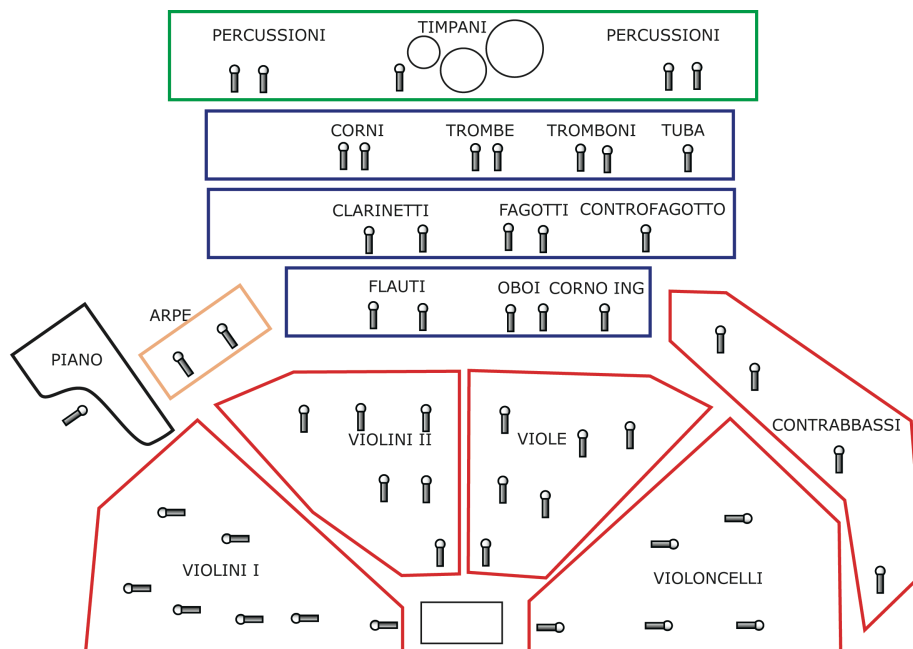 TIMPANI
PERCUSSIONI
PERCUSSIONI
CORNI
TROMBE
TROMBONI
TUBA
CLARINETTI
FAGOTTI
CONTROFAGOTTO
FLAUTI
OBOI
CORNO ING
ARPE
PIANO
VIOLINI II
VIOLE
CONTRABBASSI
VIOLINI I
VIOLONCELLI